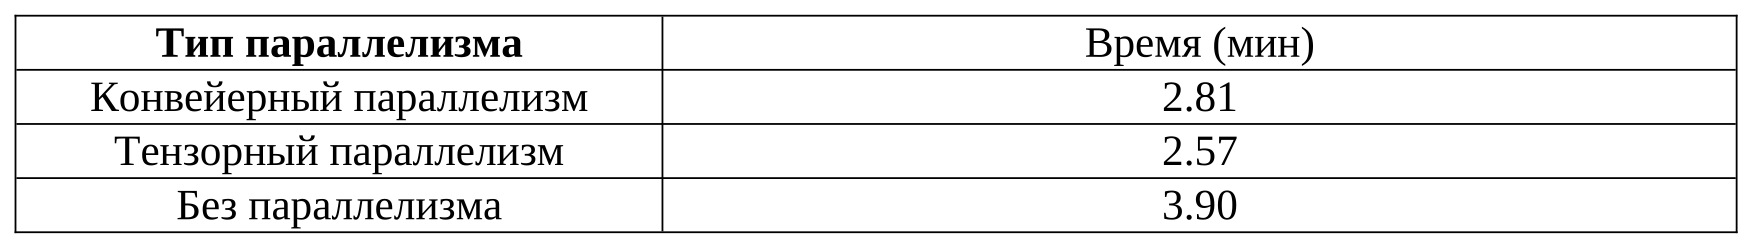 Тип параллелизма Время (мин)
Конвейерный параллелизм 2.81
Тензорный параллелизм 2.57
Без параллелизма 3.90